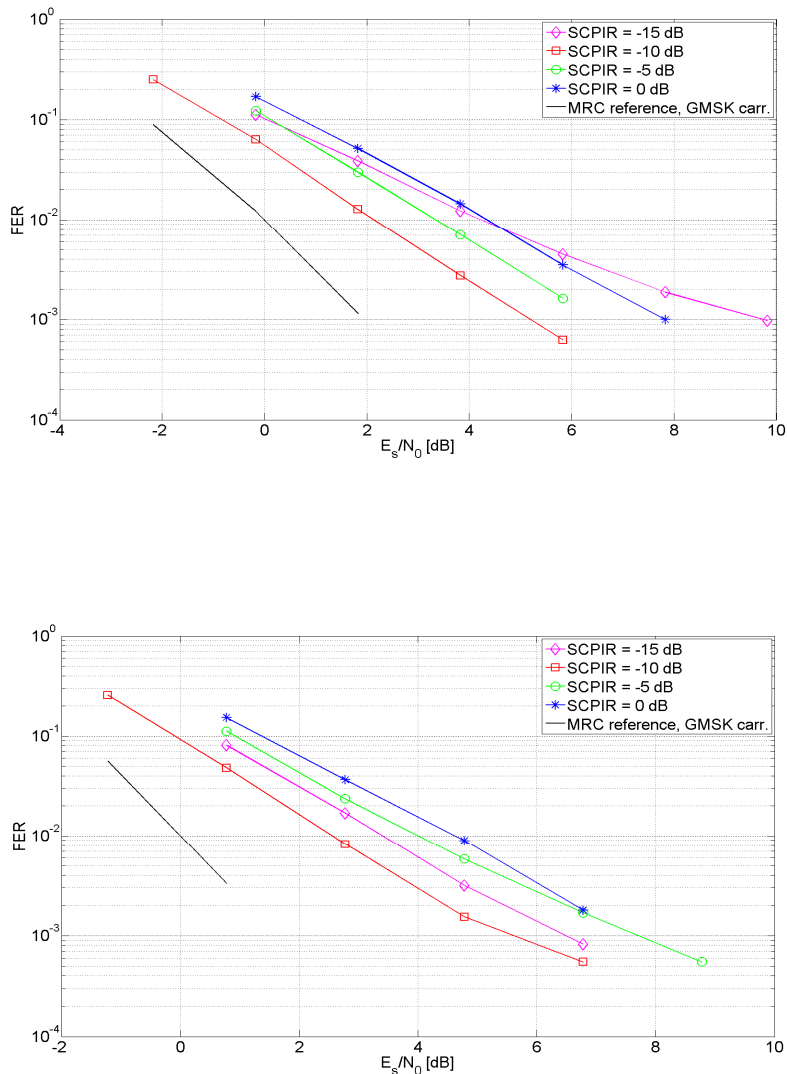 10^0
10^-1
10^-2
10^-3
10^-4
FER
-4
-2
0
2
4
6
8
10
E_s/N_0 [dB]
SCPIR = -15 dB
SCPIR = -10 dB
SCPIR = -5 dB
SCPIR = 0 dB
MRC reference, GMSK carr.
10^0
10^-1
10^-2
10^-3
10^-4
FER
-2
0
2
4
6
8
10
E_s/N_0 [dB]
SCPIR = -15 dB
SCPIR = -10 dB
SCPIR = -5 dB
SCPIR = 0 dB
MRC reference, GMSK carr.